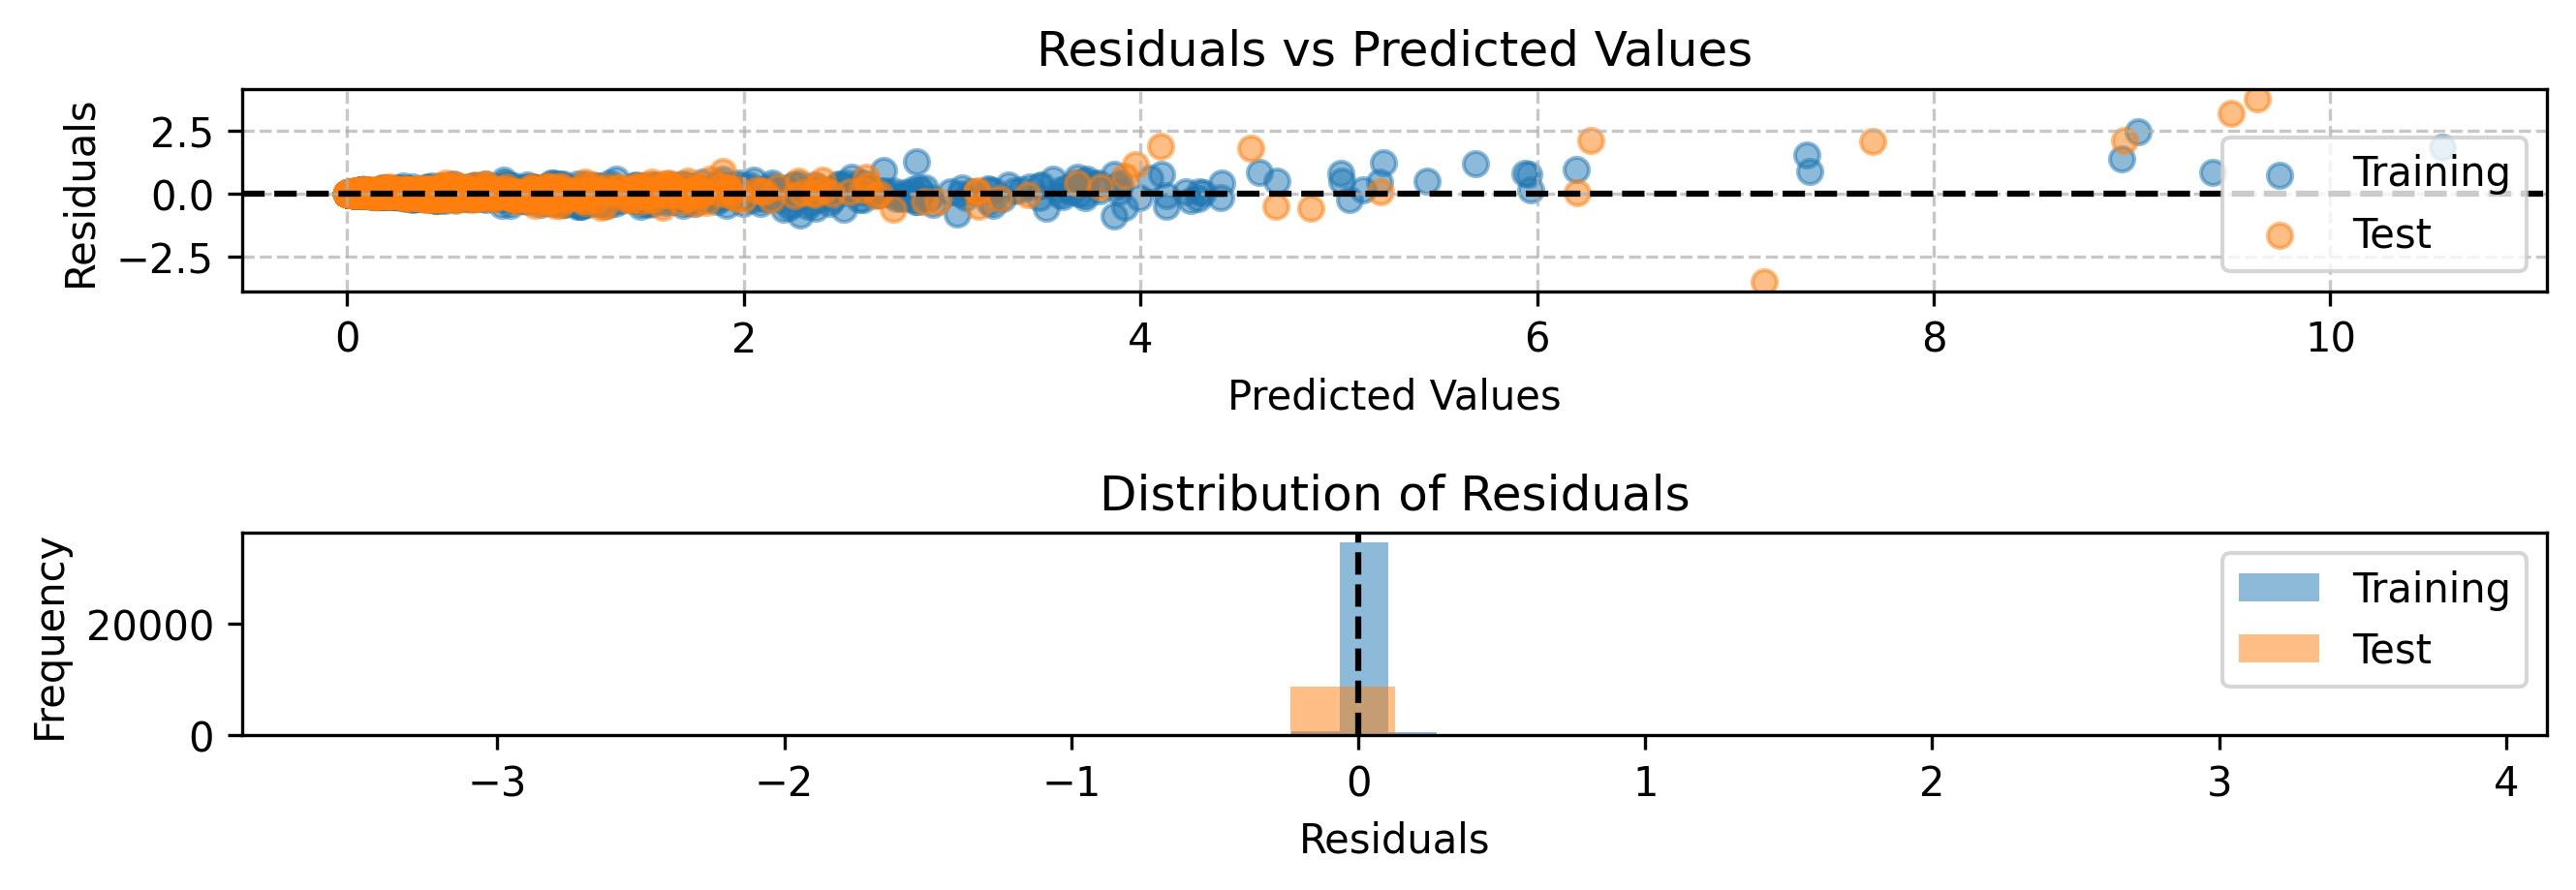 Residuals vs Predicted Values
Residuals
2.5
0.0
−2.5
Training
Test
0 2 4 6 8 10
Predicted Values
Distribution of Residuals
Frequency
20000
0
Training
Test
−3 −2 −1 0 1 2 3 4
Residuals